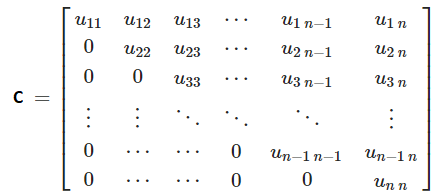 u₁₁ u₁₂ u₁₃ ⋯ u₁ ₙ₋₁ u₁ ₙ
0 u₂₂ u₂₃ ⋯ u₂ ₙ₋₁ u₂ ₙ
0 0 u₃₃ ⋯ u₃ ₙ₋₁ u₃ ₙ
C = ⋮ ⋮ ⋱ ⋱ ⋱ ⋮
0 ⋯ ⋯ 0 uₙ₋₁ ₙ₋₁ uₙ₋₁ ₙ
0 ⋯ ⋯ 0 0 uₙ ₙ